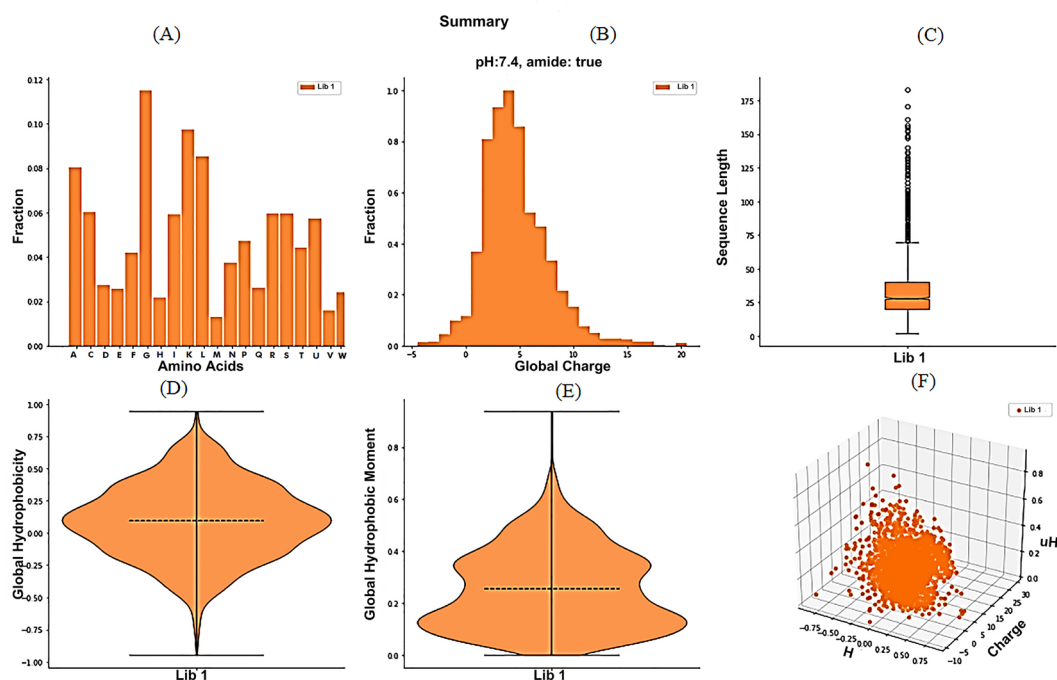 Summary
(A)
(B)
(C)
pH:7.4, amide: true
Lib 1
0.12
0.10
0.08
0.06
0.04
0.02
0.00
Fraction
A C D E F G H I K L M N P Q R S T U V W
Amino Acids
Lib 1
1.0
0.8
0.6
0.4
0.2
0.0
Fraction
−5 0 5 10 15 20
Global Charge
175
150
125
100
75
50
25
0
Sequence Length
Lib 1
(D)
(E)
(F)
1.00
0.75
0.50
0.25
0.00
−0.25
−0.50
−0.75
−1.00
Global Hydrophobicity
Lib 1
0.8
0.6
0.4
0.2
0.0
Global Hydrophobic Moment
Lib 1
Lib 1
0.8
0.6
0.4
0.2
0.0
uH
−0.75 −0.50 −0.25 0.00 0.25 0.50 0.75
H
−10 −5 0 5 10 15 20 25 30
Charge